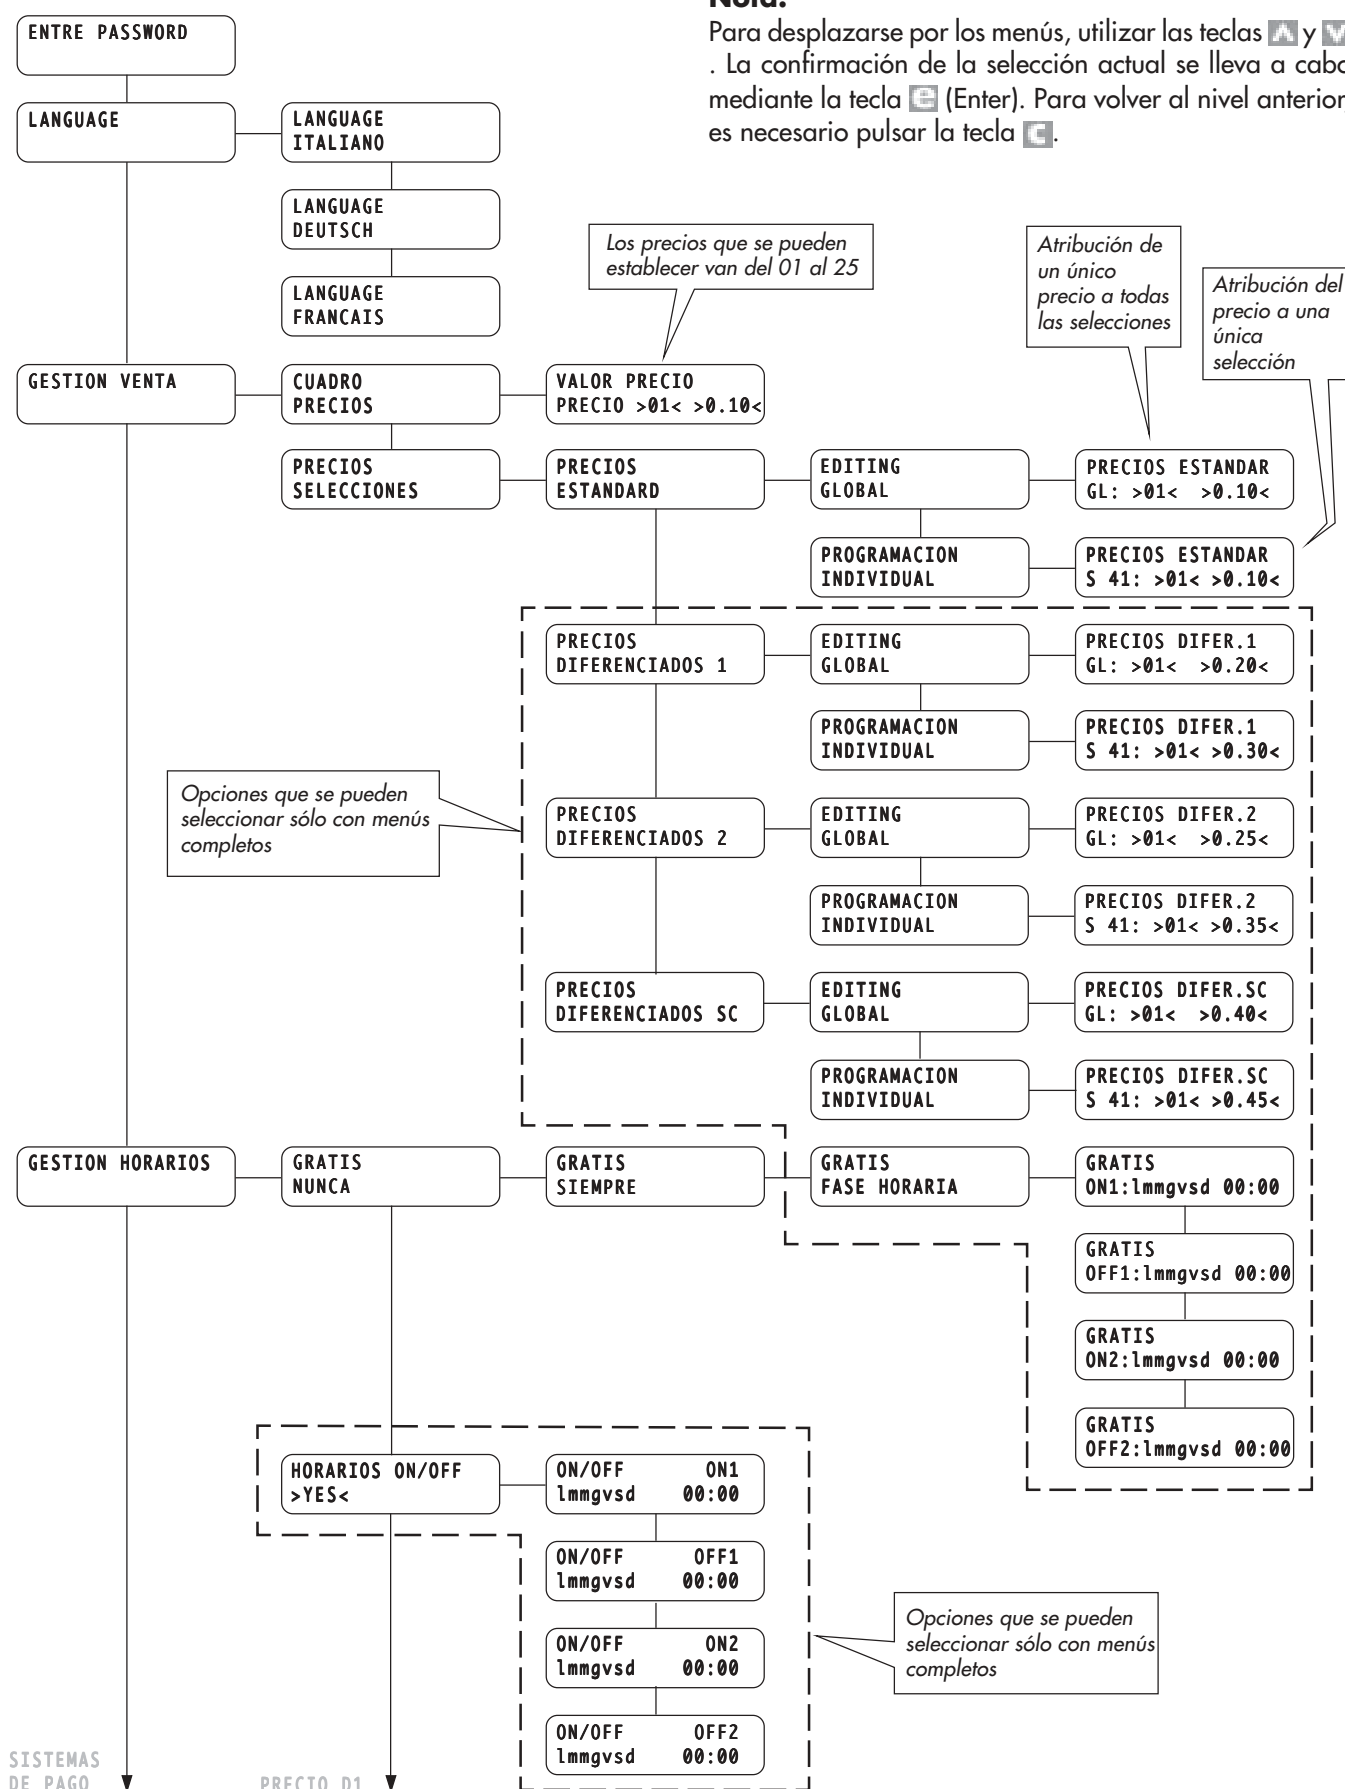 Nota:
Para desplazarse por los menús, utilizar las teclas y
. La confirmación de la selección actual se lleva a cabo
mediante la tecla e (Enter). Para volver al nivel anterior,
es necesario pulsar la tecla C.
ENTRE PASSWORD
LANGUAGE
LANGUAGE
ITALIANO
LANGUAGE
DEUTSCH
LANGUAGE
FRANCAIS
Los precios que se pueden
establecer van del 01 al 25
Atribución de
un único
precio a todas
las selecciones
Atribución del
precio a una
única
selección
GESTION VENTA
CUADRO
PRECIOS
VALOR PRECIO
PRECIO >01< >0.10<
PRECIOS
SELECCIONES
PRECIOS
ESTANDARD
EDITING
GLOBAL
PRECIOS ESTANDAR
GL: >01< >0.10<
PROGRAMACION
INDIVIDUAL
PRECIOS ESTANDAR
S 41: >01< >0.10<
PRECIOS
DIFERENCIADOS 1
EDITING
GLOBAL
PRECIOS DIFER.1
GL: >01< >0.20<
PROGRAMACION
INDIVIDUAL
PRECIOS DIFER.1
S 41: >01< >0.30<
Opciones que se pueden
seleccionar sólo con menús
completos
PRECIOS
DIFERENCIADOS 2
EDITING
GLOBAL
PRECIOS DIFER.2
GL: >01< >0.25<
PROGRAMACION
INDIVIDUAL
PRECIOS DIFER.2
S 41: >01< >0.35<
PRECIOS
DIFERENCIADOS SC
EDITING
GLOBAL
PRECIOS DIFER.SC
GL: >01< >0.40<
PROGRAMACION
INDIVIDUAL
PRECIOS DIFER.SC
S 41: >01< >0.45<
GESTION HORARIOS
GRATIS
NUNCA
GRATIS
SIEMPRE
GRATIS
FASE HORARIA
GRATIS
ON1:lmmgvsd 00:00
GRATIS
OFF1:lmmgvsd 00:00
GRATIS
ON2:lmmgvsd 00:00
GRATIS
OFF2:lmmgvsd 00:00
HORARIOS ON/OFF
>YES<
ON/OFF ON1
lmmgvsd 00:00
ON/OFF OFF1
lmmgvsd 00:00
ON/OFF ON2
lmmgvsd 00:00
ON/OFF OFF2
lmmgvsd 00:00
Opciones que se pueden
seleccionar sólo con menús
completos
SISTEMAS
DE PAGO
PRECIO D1